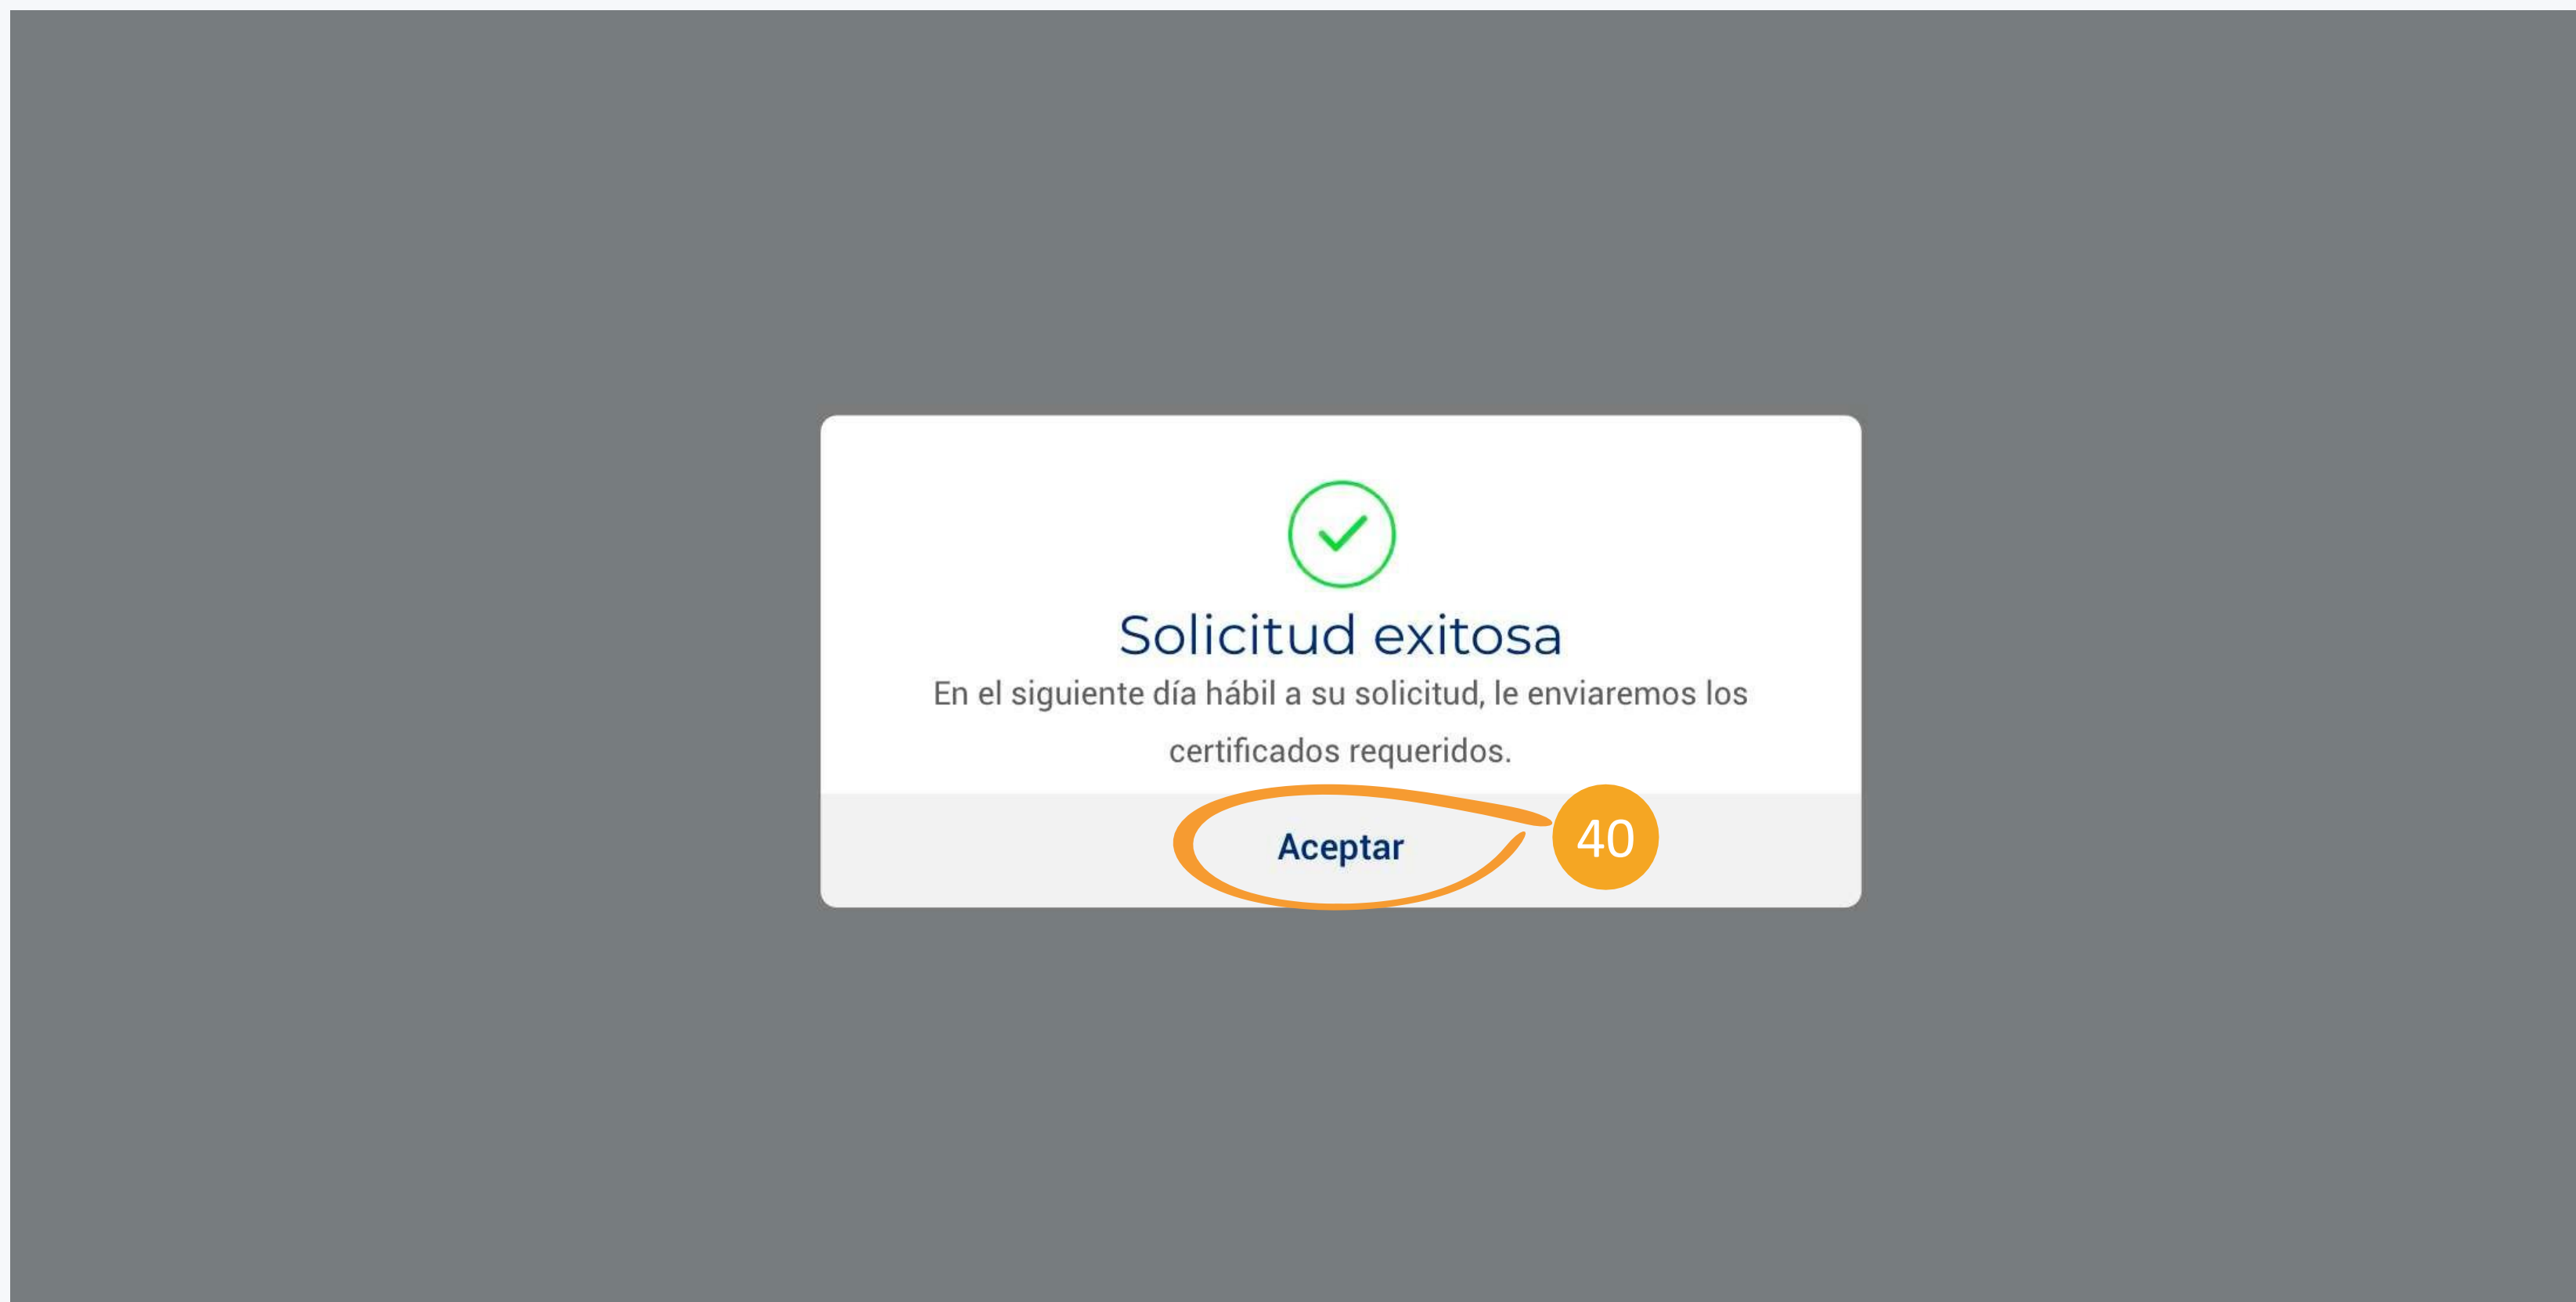 Solicitud exitosa
En el siguiente día hábil a su solicitud, le enviaremos los
certificados requeridos.
Aceptar
40